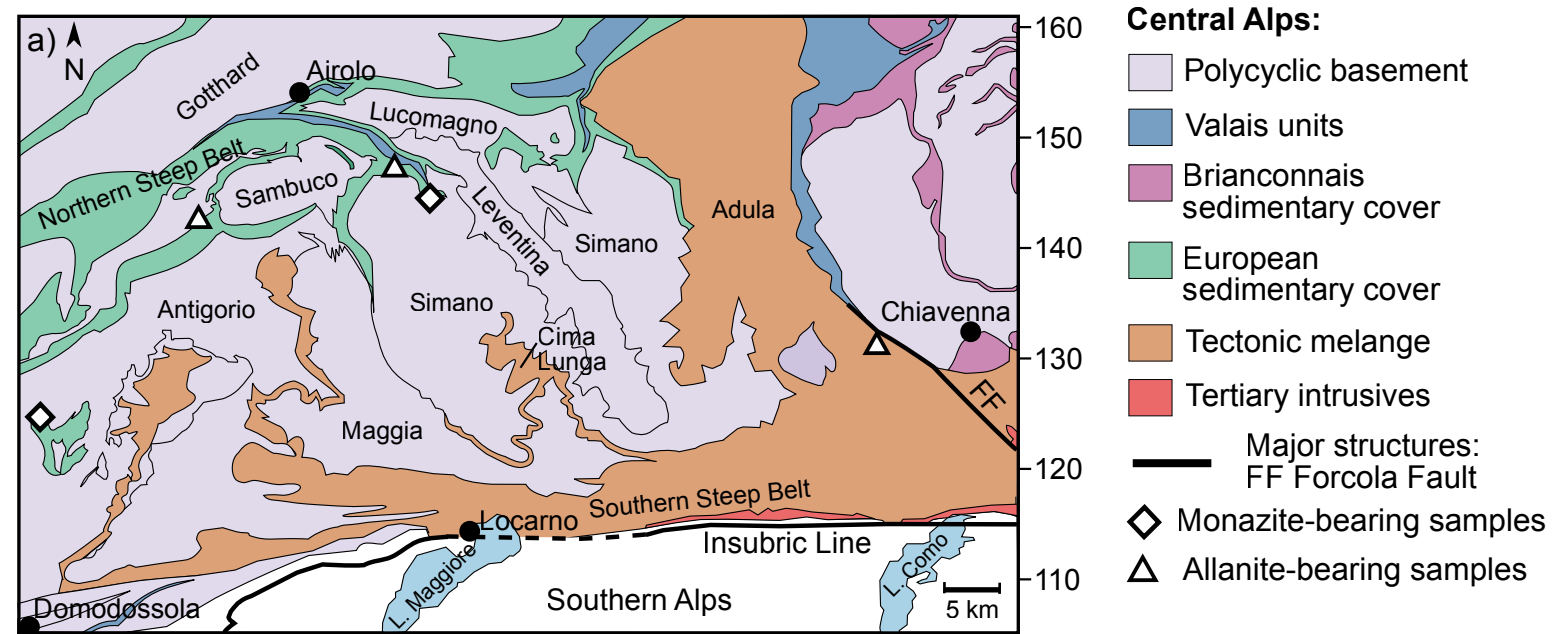 a)
N
Gotthard
Airolo
Lucomagno
Northern Steep Belt
Sambuco
Leventina
Simano
Adula
Antigorio
Simano
Cima
Lunga
Chiavenna
FF
Maggia
Southern Steep Belt
Locarno
Insubric Line
L. Maggiore
L. Como
Southern Alps
Domodossola
5 km
160
150
140
130
120
110
Central Alps:
Polycyclic basement
Valais units
Brianconnais
sedimentary cover
European
sedimentary cover
Tectonic melange
Tertiary intrusives
Major structures:
FF Forcola Fault
Monazite-bearing samples
Allanite-bearing samples